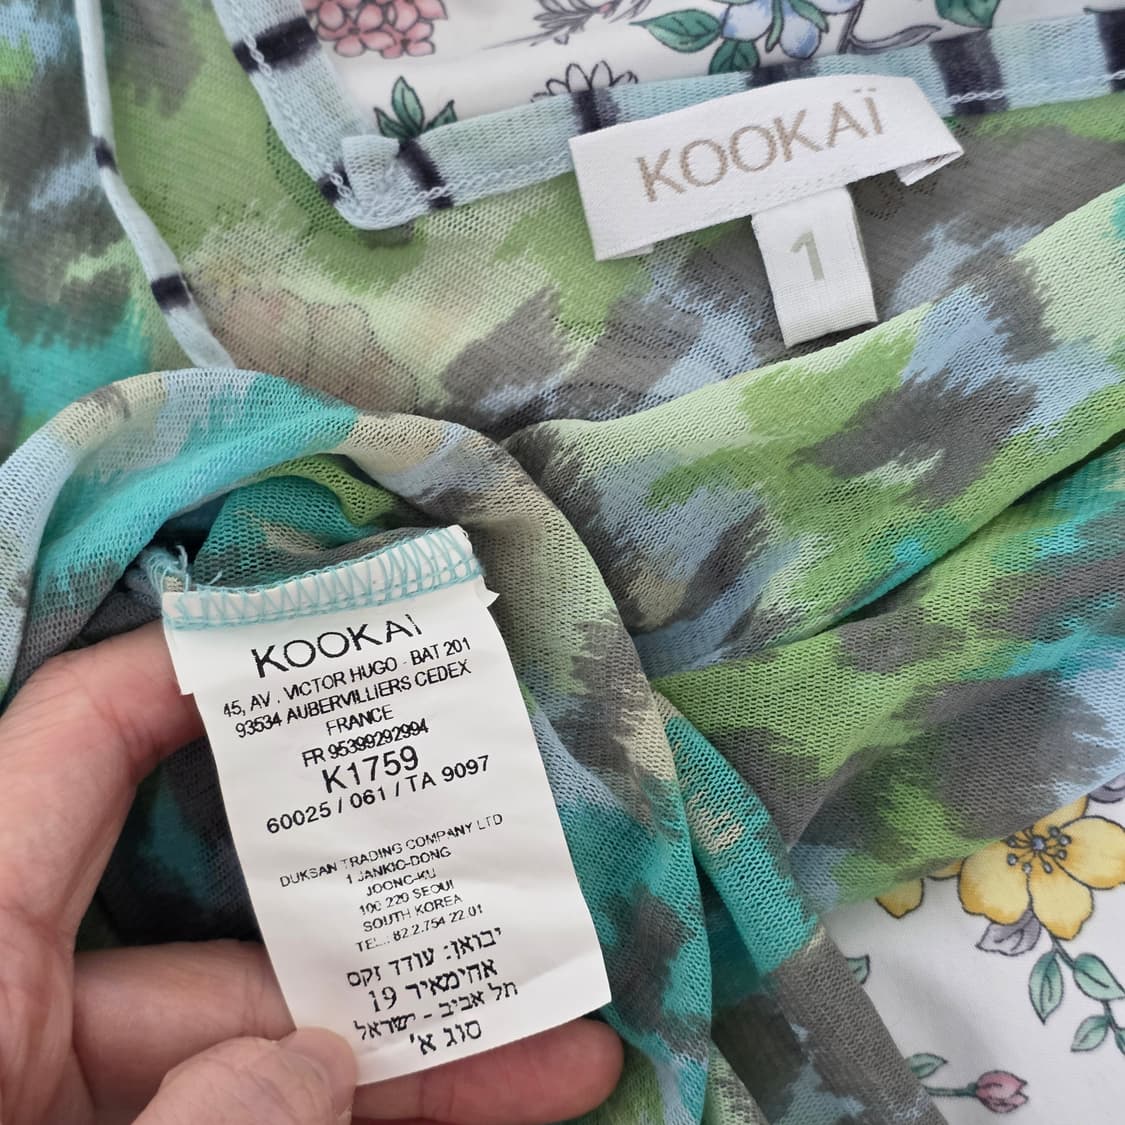 KOOKAÏ
1
KOOKAI
45, AV . VICTOR HUGO - BAT 201
93534 AUBERVILLIERS CEDEX
FRANCE
FR 95399292994
K1759
60025 / 061 / TA 9097
DUKSAN TRADING COMPANY LTD
1 JANKIO-DONG
JOONG-KU
100 220 SEOUL
SOUTH KOREA
TEL.: 82.2.754 22 01
יבואן: עודד זקס
אחימאיר 19
תל אביב - ישראל
סוג א'